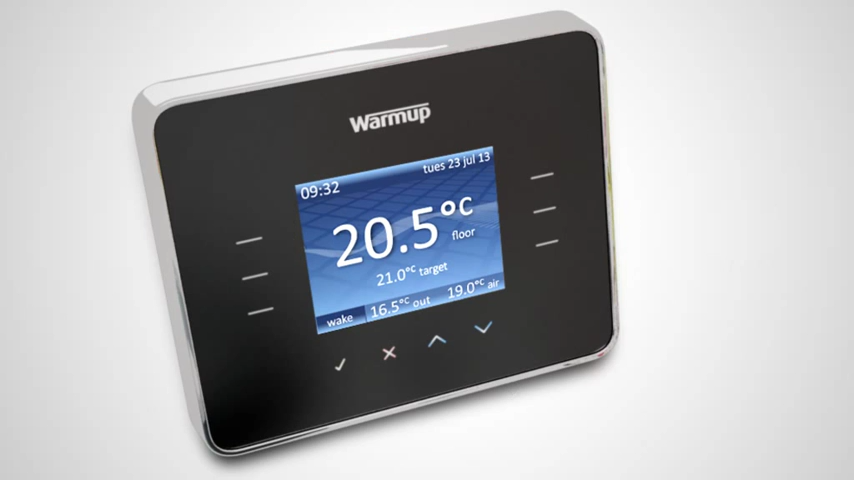 Warmup
09:32 tues 23 jul 13
20.5°C floor
21.0°C target
wake 16.5°C out 19.0°C air